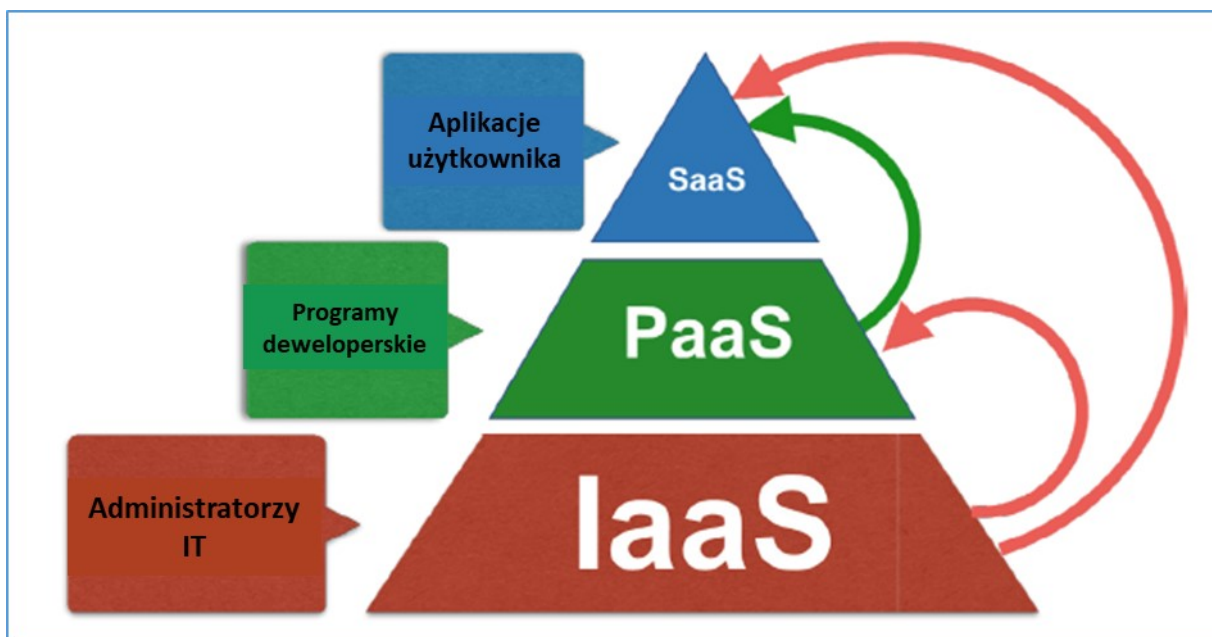 Aplikacje
użytkownika
SaaS
Programy
deweloperskie
PaaS
Administratorzy
IT
IaaS